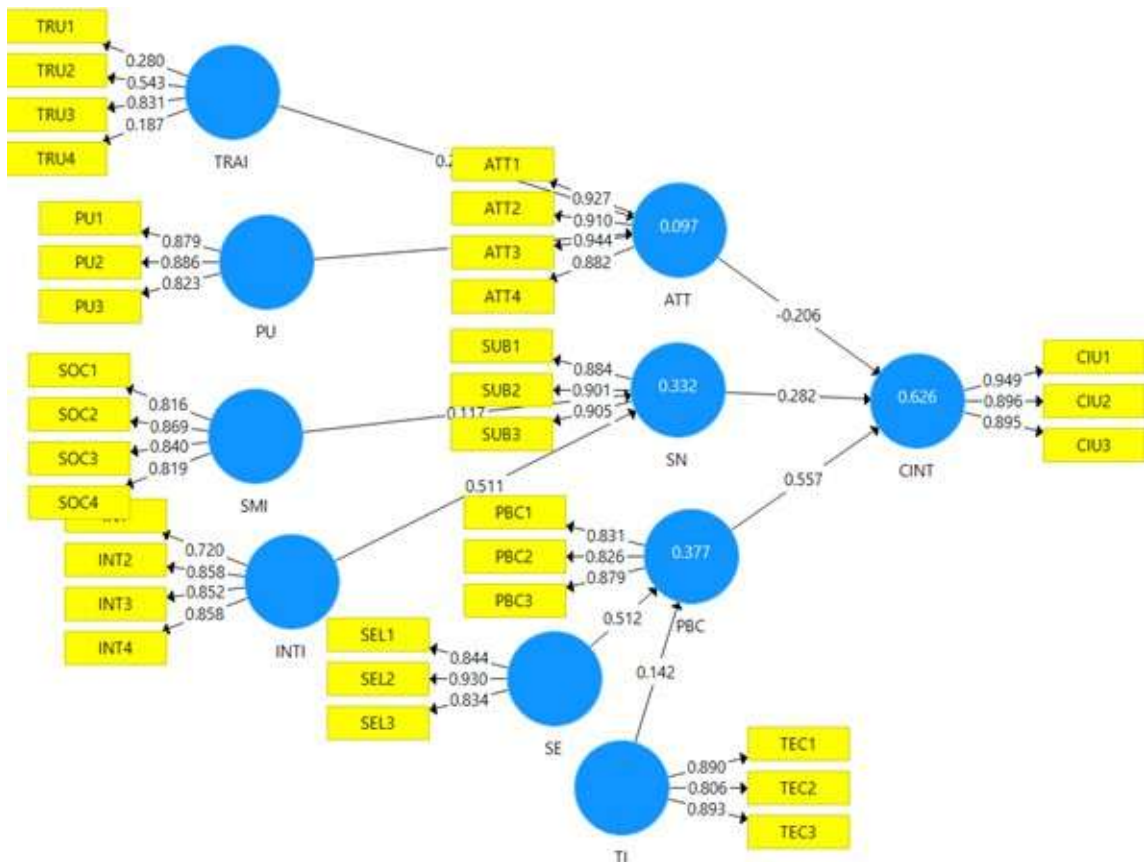 TRU1
TRU2
TRU3
TRU4
0.280
0.543
0.831
0.187
TRAI
PU1
PU2
PU3
0.879
0.886
0.823
PU
ATT1
ATT2
ATT3
ATT4
0.927
0.910
0.944
0.882
0.097
ATT
-0.206
SOC1
SOC2
SOC3
SOC4
0.816
0.869
0.840
0.819
SMI
0.117
SUB1
SUB2
SUB3
0.884
0.901
0.905
0.332
SN
0.282
0.626
CINT
0.949
0.896
0.895
CIU1
CIU2
CIU3
INT2
INT3
INT4
0.720
0.858
0.852
0.858
INTI
0.511
PBC1
PBC2
PBC3
0.831
0.826
0.879
0.377
PBC
0.557
SEL1
SEL2
SEL3
0.844
0.930
0.834
SE
0.512
0.142
TI
0.890
0.806
0.893
TEC1
TEC2
TEC3